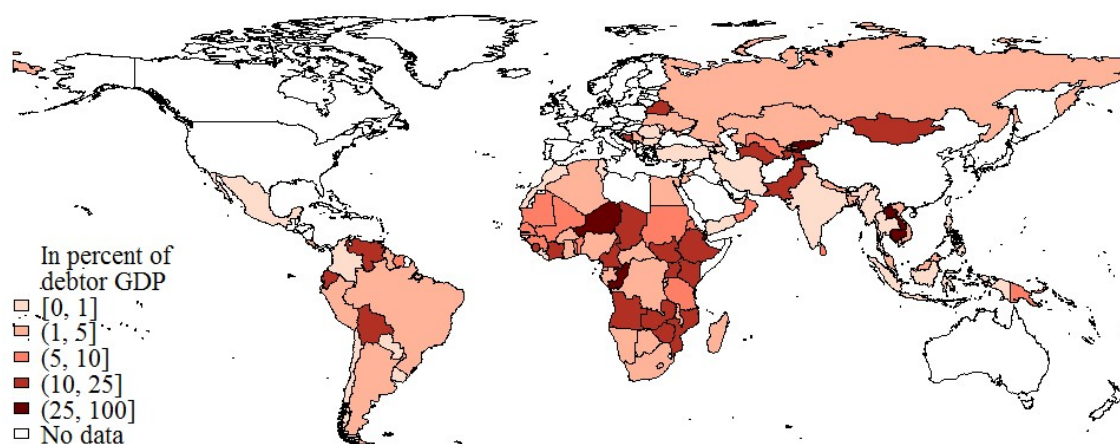 In percent of
debtor GDP
[0, 1]
(1, 5]
(5, 10]
(10, 25]
(25, 100]
No data